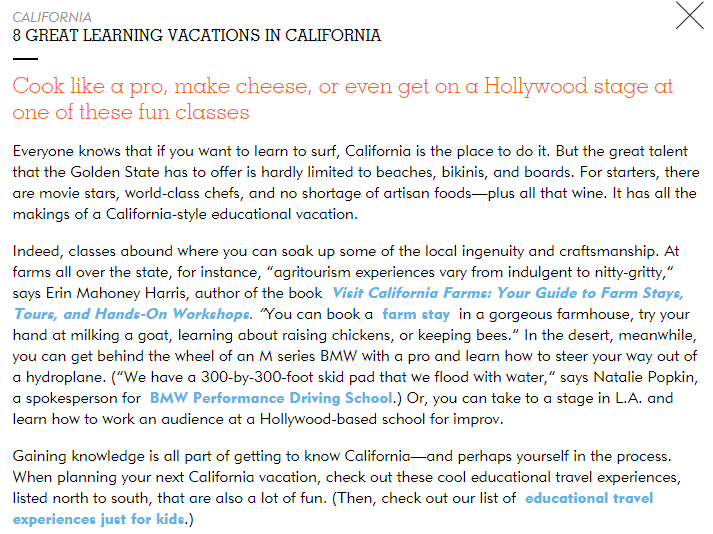 CALIFORNIA
8 GREAT LEARNING VACATIONS IN CALIFORNIA
Cook like a pro, make cheese, or even get on a Hollywood stage at
one of these fun classes
Everyone knows that if you want to learn to surf, California is the place to do it. But the great talent
that the Golden State has to offer is hardly limited to beaches, bikinis, and boards. For starters, there
are movie stars, world-class chefs, and no shortage of artisan foods—plus all that wine. It has all the
makings of a California-style educational vacation.
Indeed, classes abound where you can soak up some of the local ingenuity and craftsmanship. At
farms all over the state, for instance, “agritourism experiences vary from indulgent to nitty-gritty,”
says Erin Mahoney Harris, author of the book Visit California Farms: Your Guide to Farm Stays,
Tours, and Hands-On Workshops. “You can book a farm stay in a gorgeous farmhouse, try your
hand at milking a goat, learning about raising chickens, or keeping bees.” In the desert, meanwhile,
you can get behind the wheel of an M series BMW with a pro and learn how to steer your way out of
a hydroplane. (“We have a 300-by-300-foot skid pad that we flood with water,” says Natalie Popkin,
a spokesperson for BMW Performance Driving School.) Or, you can take to a stage in L.A. and
learn how to work an audience at a Hollywood-based school for improv.
Gaining knowledge is all part of getting to know California—and perhaps yourself in the process.
When planning your next California vacation, check out these cool educational travel experiences,
listed north to south, that are also a lot of fun. (Then, check out our list of educational travel
experiences just for kids.)